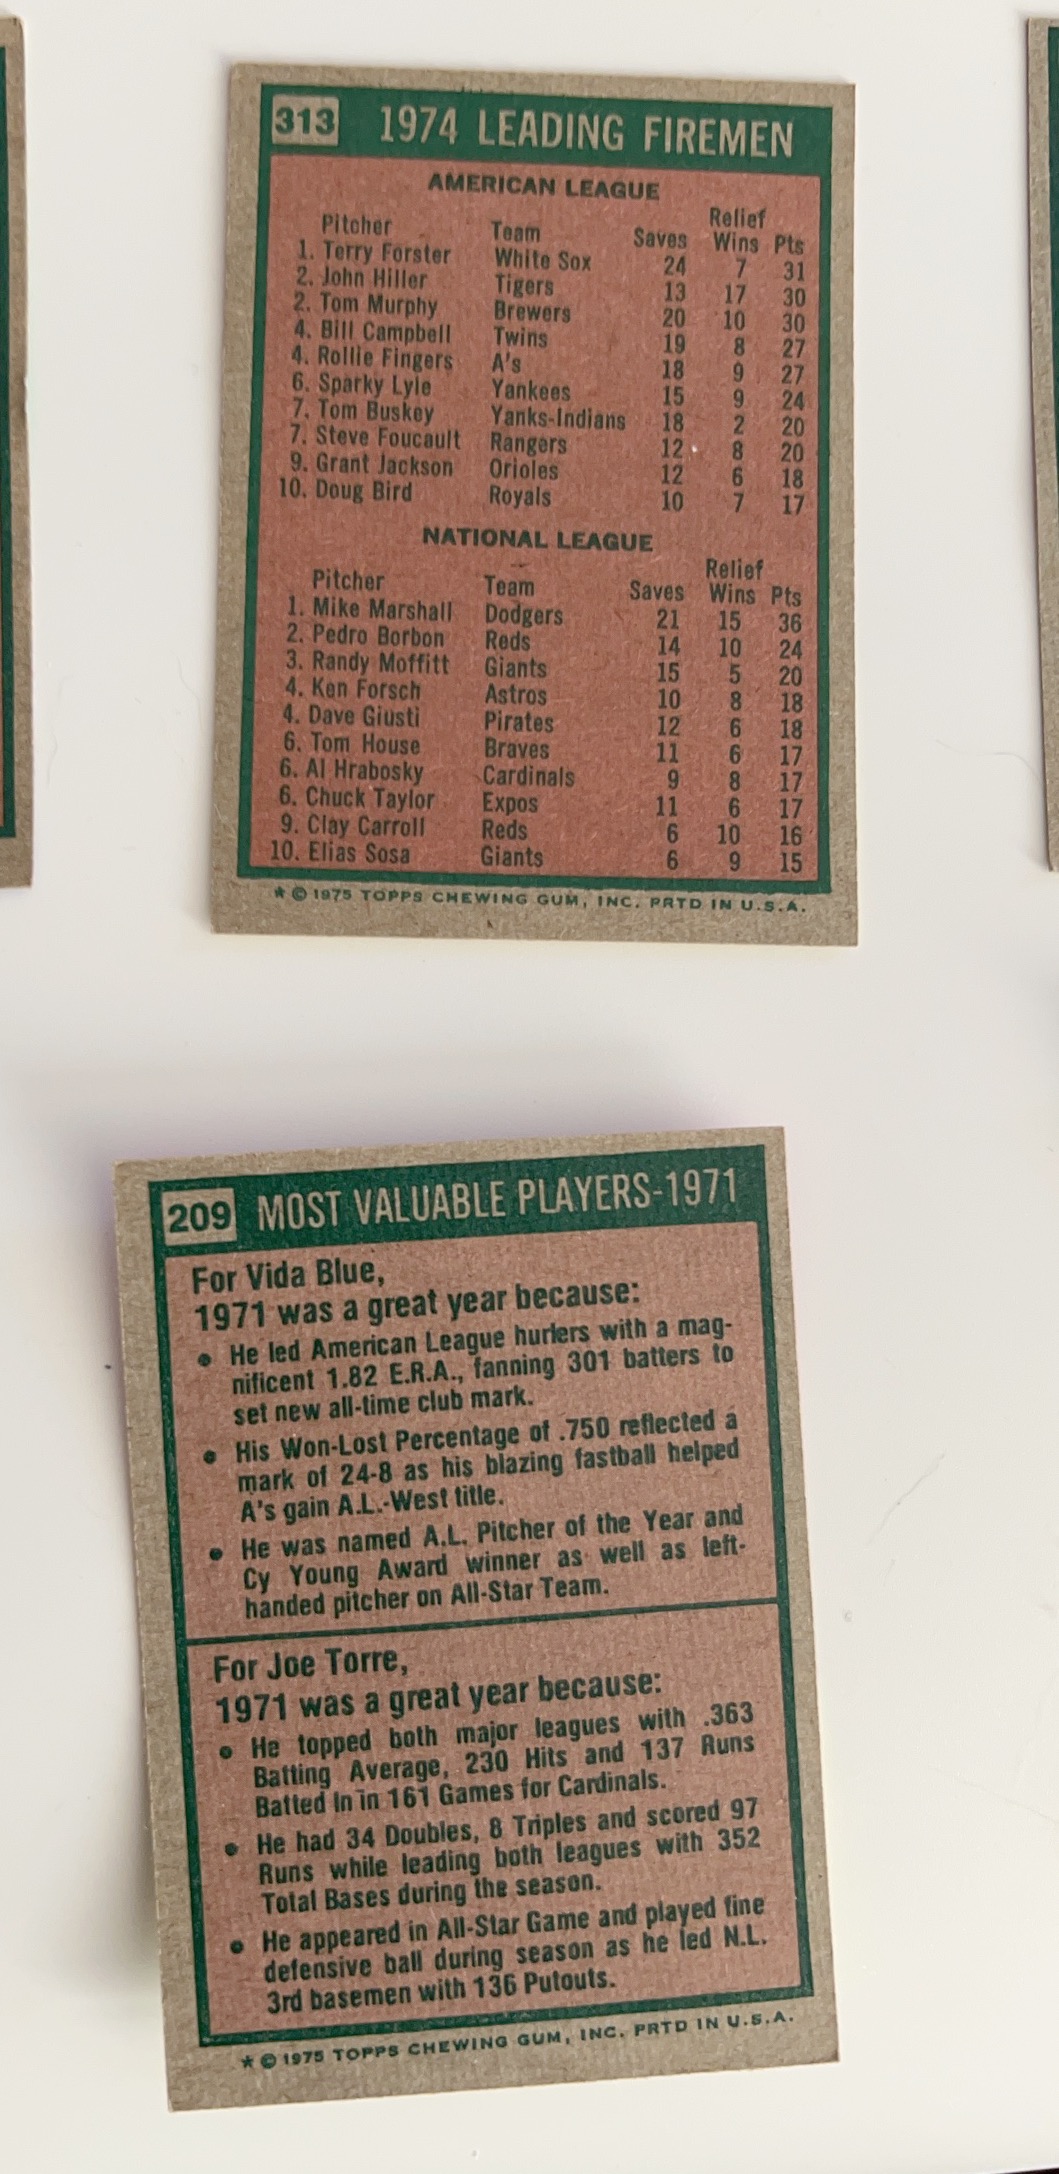 313 1974 LEADING FIREMEN
AMERICAN LEAGUE
Pitcher Team Saves Relief Wins Pts
1. Terry Forster White Sox 24 7 31
2. John Hiller Tigers 13 17 30
2. Tom Murphy Brewers 20 10 30
4. Bill Campbell Twins 19 8 27
4. Rollie Fingers A's 18 9 27
6. Sparky Lyle Yankees 15 9 24
7. Tom Buskey Yanks-Indians 18 2 20
7. Steve Foucault Rangers 12 8 20
9. Grant Jackson Orioles 12 6 18
10. Doug Bird Royals 10 7 17
NATIONAL LEAGUE
Pitcher Team Saves Relief Wins Pts
1. Mike Marshall Dodgers 21 15 36
2. Pedro Borbon Reds 14 10 24
3. Randy Moffitt Giants 15 5 20
4. Ken Forsch Astros 10 8 18
4. Dave Giusti Pirates 12 6 18
6. Tom House Braves 11 6 17
6. Al Hrabosky Cardinals 9 8 17
6. Chuck Taylor Expos 11 6 17
9. Clay Carroll Reds 6 10 16
10. Elias Sosa Giants 6 9 15
* © 1975 TOPPS CHEWING GUM, INC. PRTD IN U.S.A.
209 MOST VALUABLE PLAYERS-1971
For Vida Blue,
1971 was a great year because:
• He led American League hurlers with a mag-
nificent 1.82 E.R.A., fanning 301 batters to
set new all-time club mark.
• His Won-Lost Percentage of .750 reflected a
mark of 24-8 as his blazing fastball helped
A's gain A.L.-West title.
• He was named A.L. Pitcher of the Year and
Cy Young Award winner as well as left-
handed pitcher on All-Star Team.
For Joe Torre,
1971 was a great year because:
• He topped both major leagues with .363
Batting Average, 230 Hits and 137 Runs
Batted In in 161 Games for Cardinals.
• He had 34 Doubles, 8 Triples and scored 97
Runs while leading both leagues with 352
Total Bases during the season.
• He appeared in All-Star Game and played fine
defensive ball during season as he led N.L.
3rd basemen with 136 Putouts.
* © 1975 TOPPS CHEWING GUM, INC. PRTD IN U.S.A.